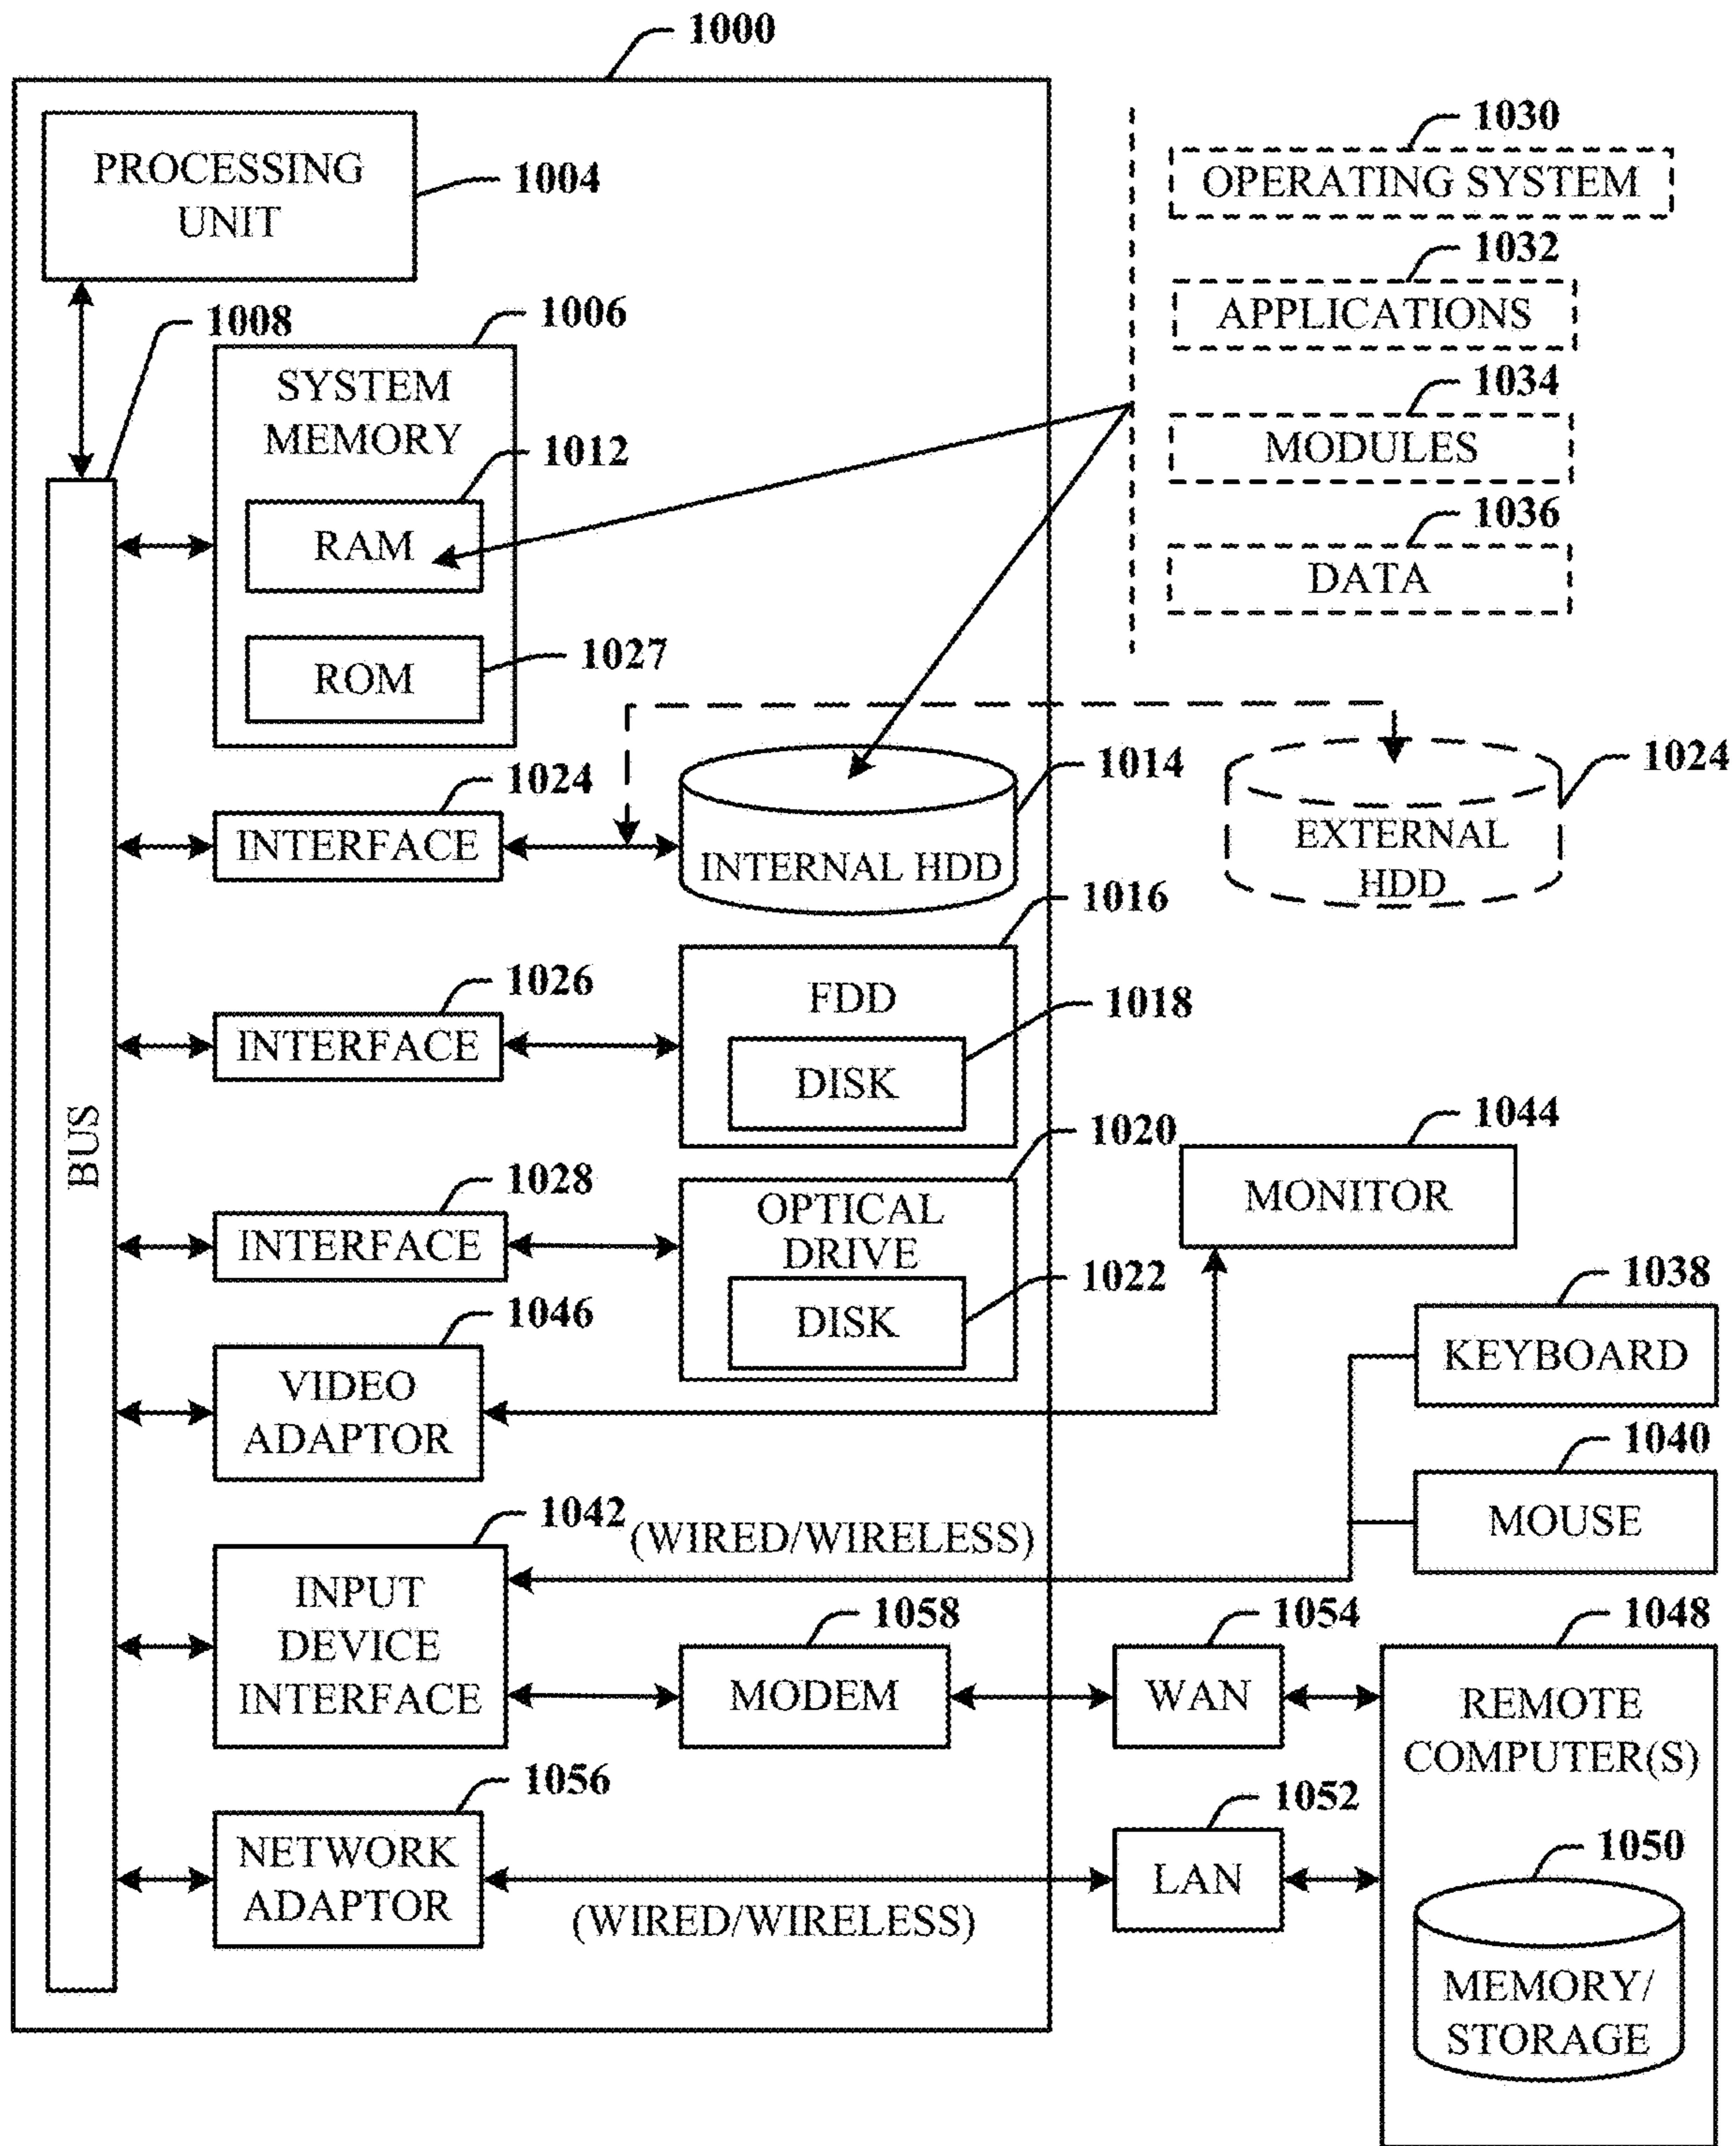 1000
PROCESSING
UNIT
1004
1008
1006
SYSTEM
MEMORY
1012
RAM
ROM
1027
1030
OPERATING SYSTEM
1032
APPLICATIONS
1034
MODULES
1036
DATA
BUS
1024
INTERFACE
1014
INTERNAL HDD
1024
EXTERNAL
HDD
1026
INTERFACE
1016
FDD
1018
DISK
1028
INTERFACE
1020
OPTICAL
DRIVE
1022
DISK
1044
MONITOR
1046
VIDEO
ADAPTOR
1038
KEYBOARD
1040
MOUSE
1042
(WIRED/WIRELESS)
INPUT
DEVICE
INTERFACE
1058
MODEM
1054
WAN
1048
REMOTE
COMPUTER(S)
1056
NETWORK
ADAPTOR
(WIRED/WIRELESS)
1052
LAN
1050
MEMORY/
STORAGE